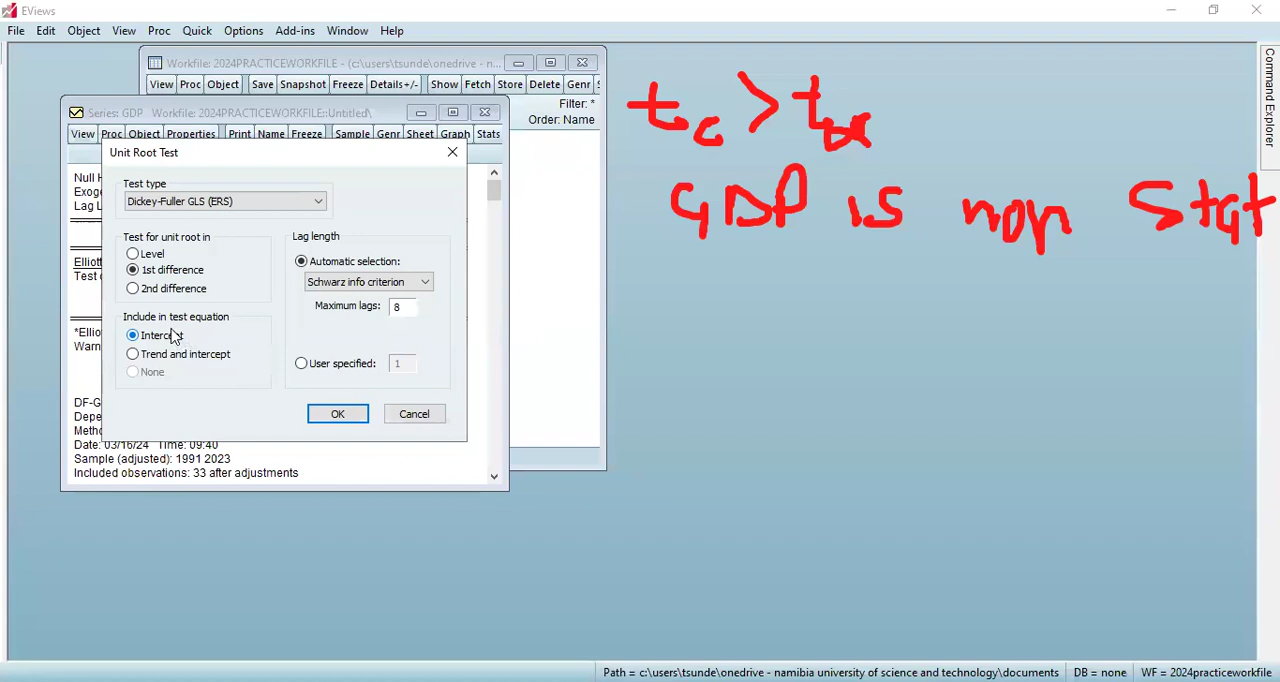 EViews
File Edit Object View Proc Quick Options Add-ins Window Help
Workfile: 2024PRACTICEWORKFILE - (c:\users\tsunde\onedrive - n...
View Proc Object Save Snapshot Freeze Details+/- Show Fetch Store Delete Genr
Filter: *
Order: Name
Series: GDP Workfile: 2024PRACTICEWORKFILE::Untitled\
View Proc Object Properties Print Name Freeze Sample Genr Sheet Graph Stats
Null H
Exoge
Lag L
Elliott
Test c
*Ellio
Warn
DF-G
Depe
Metho
Date: 03/16/24 Time: 09:40
Sample (adjusted): 1991 2023
Included observations: 33 after adjustments
Unit Root Test
Test type
Dickey-Fuller GLS (ERS)
Test for unit root in
Level
1st difference
2nd difference
Include in test equation
Intercept
Trend and intercept
None
Lag length
Automatic selection:
Schwarz info criterion
Maximum lags: 8
User specified: 1
OK Cancel
GDP is non Stat
Command Explorer
Path = c:\users\tsunde\onedrive - namibia university of science and technology\documents DB = none WF = 2024practiceworkfile